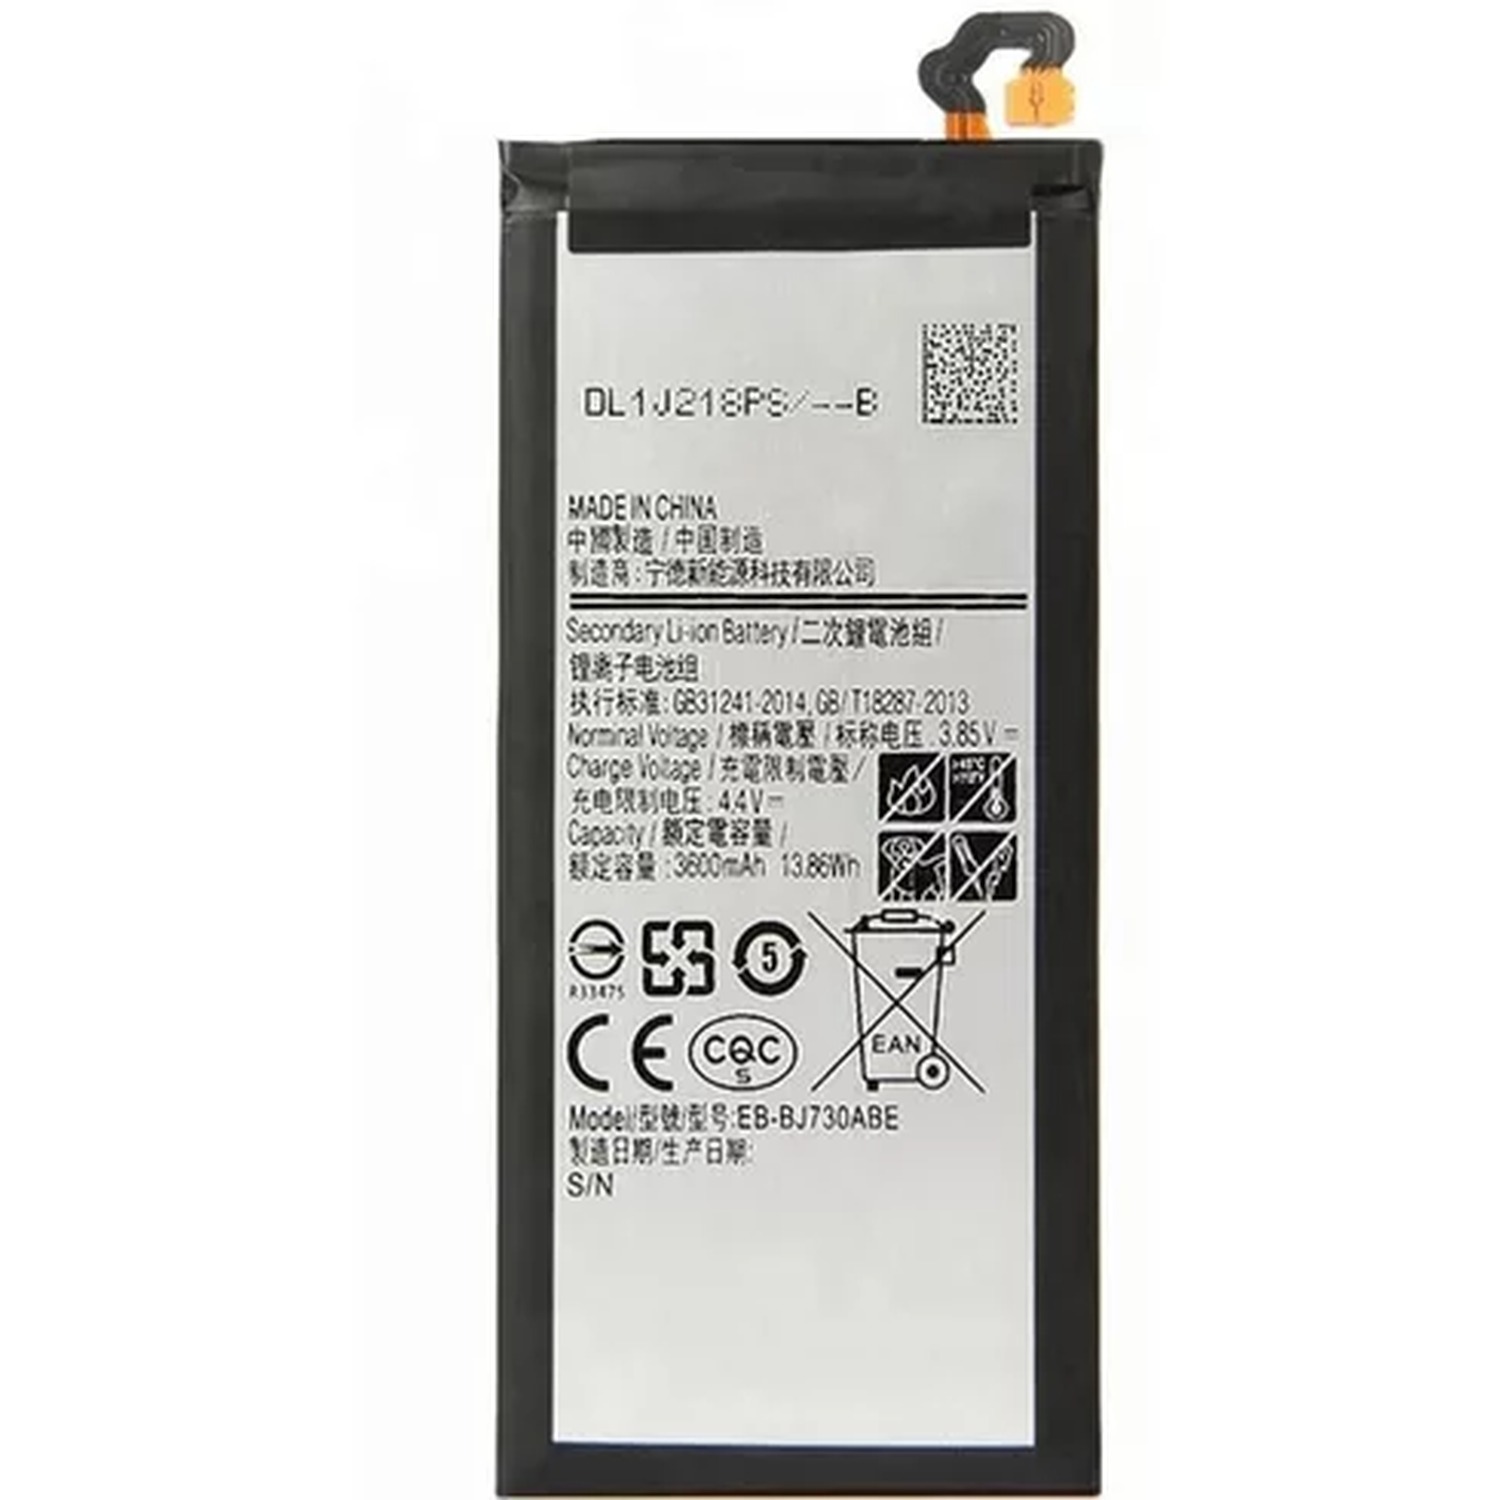 DL1J218PS/--B
MADE IN CHINA
中國製造 / 中国制造
制造商 : 宁德新能源科技有限公司
Secondary Li-ion Battery / 二次鋰電池組 /
锂离子电池组
执行标准: GB31241-2014, GB/T18287-2013
Norminal Voltage / 標稱電壓 / 标称电压 : 3.85V
Charge Voltage / 充電限制電壓 /
充电限制电压 : 4.4V
Capacity / 額定電容量 /
額定容量 : 3600mAh 13.86Wh
R33475
5
CE
CQC
S
EAN
Model/型號/型号:EB-BJ730ABE
製造日期/生产日期:
S/N